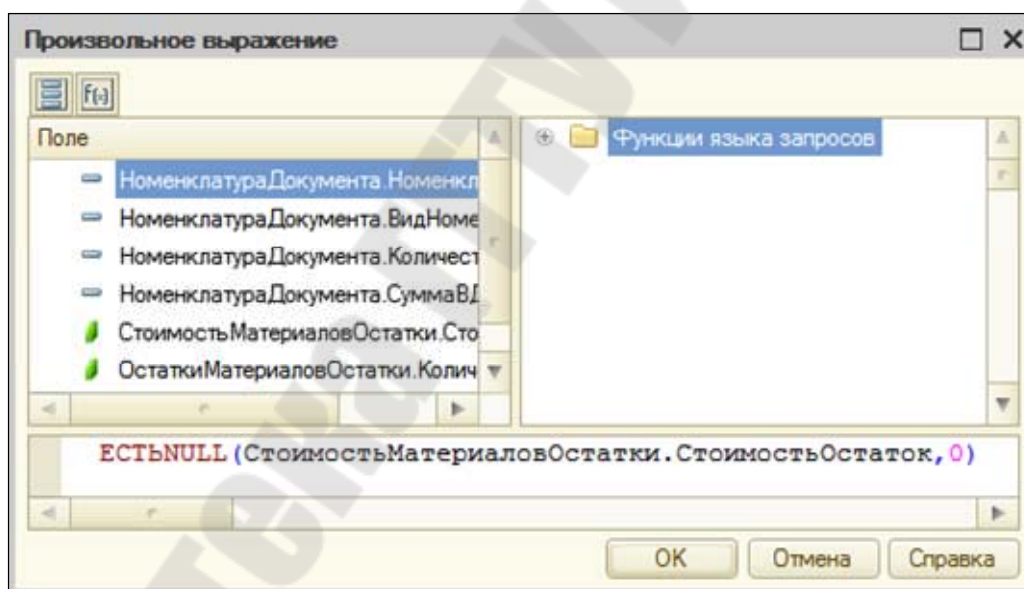 Произвольное выражение
Поле
НоменклатураДокумента.Номенкл
НоменклатураДокумента.ВидНоме
НоменклатураДокумента.Количест
НоменклатураДокумента.СуммаВД
СтоимостьМатериаловОстатки.Сто
ОстаткиМатериаловОстатки.Колич
Функции языка запросов
ЕСТЬNULL(СтоимостьМатериаловОстатки.СтоимостьОстаток,0)
ОК
Отмена
Справка